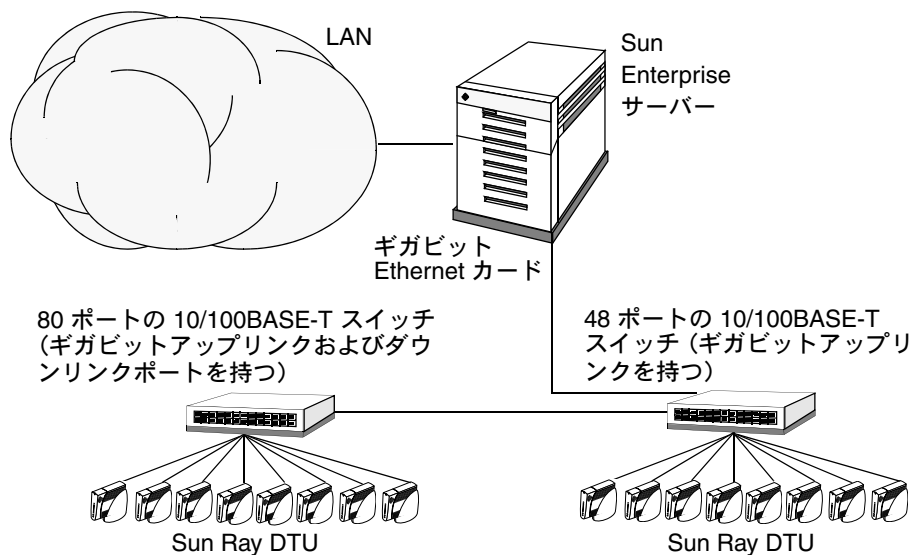 LAN
Sun
Enterprise
サーバー
ギガビット
Ethernet カード
80 ポートの 10/100BASE-T スイッチ
(ギガビットアップリンクおよびダウ
ンリンクポートを持つ)
48 ポートの 10/100BASE-T
スイッチ (ギガビットアップリ
ンクを持つ)
Sun Ray DTU
Sun Ray DTU